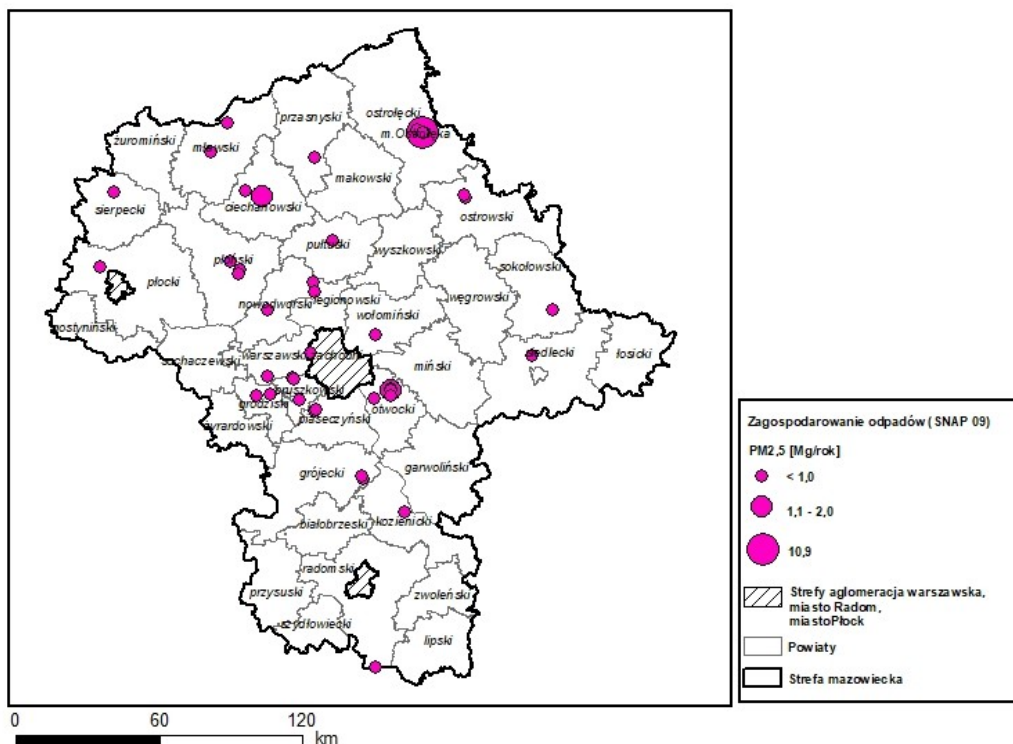 ostrołęcki
przasnyski
m.Ostrołęka
żuromiński
mławski
makowski
sierpecki
ciechanowski
ostrowski
pułtuski
wyszkowski
płoński
sokołowski
płocki
węgrowski
nowodworski
legionowski
wołomiński
gostyniński
sochaczewski
warszawski zachodni
siedlecki
łosicki
miński
pruszkowski
grodziski
otwocki
piaseczyński
żyrardowski
grójecki
garwoliński
białobrzeski
kozienicki
radomski
przysuski
zwoleński
szydłowiecki
lipski
Zagospodarowanie odpadów ( SNAP 09)
PM2,5 [Mg/rok]
< 1,0
1,1 - 2,0
10,9
Strefy aglomeracja warszawska,
miasto Radom,
miastoPłock
Powiaty
Strefa mazowiecka
0 60 120
km